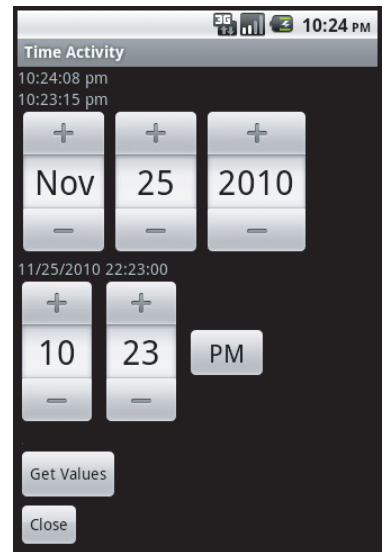 3G 10:24 PM
Time Activity
10:24:08 pm
10:23:15 pm
+ + +
Nov 25 2010
− − −
11/25/2010 22:23:00
+ +
10 23 PM
− −
Get Values
Close